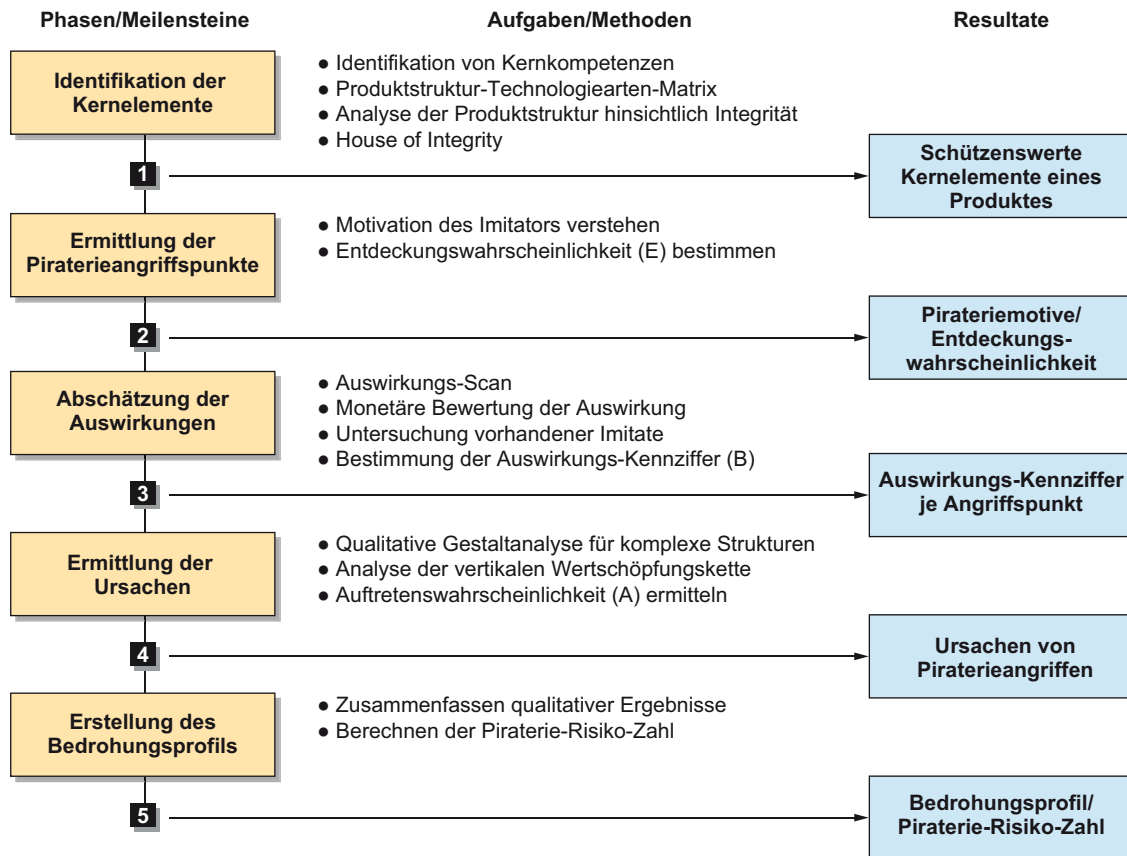 Phasen/Meilensteine
Aufgaben/Methoden
Resultate
Identifikation der
Kernelemente
● Identifikation von Kernkompetenzen
● Produktstruktur-Technologiearten-Matrix
● Analyse der Produktstruktur hinsichtlich Integrität
● House of Integrity
1
Schützenswerte
Kernelemente eines
Produktes
Ermittlung der
Piraterieangriffspunkte
● Motivation des Imitators verstehen
● Entdeckungswahrscheinlichkeit (E) bestimmen
2
Pirateriemotive/
Entdeckungs-
wahrscheinlichkeit
Abschätzung der
Auswirkungen
● Auswirkungs-Scan
● Monetäre Bewertung der Auswirkung
● Untersuchung vorhandener Imitate
● Bestimmung der Auswirkungs-Kennziffer (B)
3
Auswirkungs-Kennziffer
je Angriffspunkt
Ermittlung der
Ursachen
● Qualitative Gestaltanalyse für komplexe Strukturen
● Analyse der vertikalen Wertschöpfungskette
● Auftretenswahrscheinlichkeit (A) ermitteln
4
Ursachen von
Piraterieangriffen
Erstellung des
Bedrohungsprofils
● Zusammenfassen qualitativer Ergebnisse
● Berechnen der Piraterie-Risiko-Zahl
5
Bedrohungsprofil/
Piraterie-Risiko-Zahl